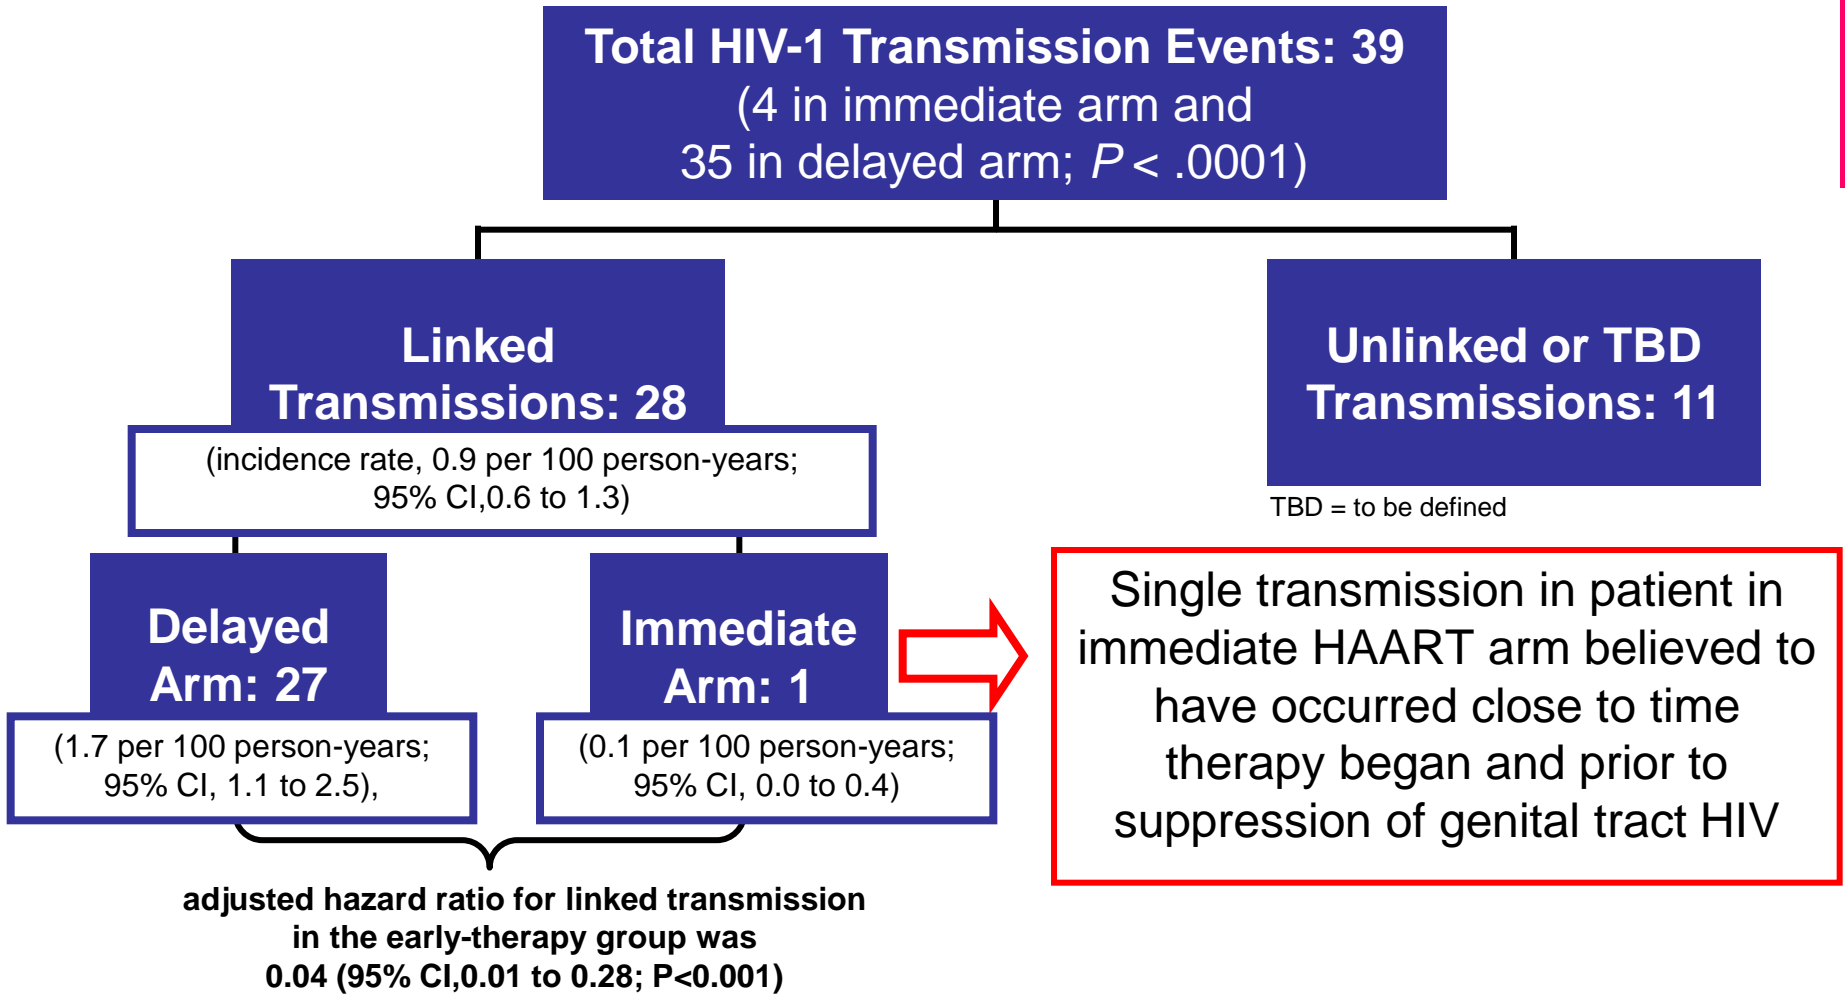 Total HIV-1 Transmission Events: 39
(4 in immediate arm and
35 in delayed arm; P < .0001)
Linked
Transmissions: 28
(incidence rate, 0.9 per 100 person-years;
95% CI,0.6 to 1.3)
Unlinked or TBD
Transmissions: 11
TBD = to be defined
Delayed
Arm: 27
(1.7 per 100 person-years;
95% CI, 1.1 to 2.5),
Immediate
Arm: 1
(0.1 per 100 person-years;
95% CI, 0.0 to 0.4)
Single transmission in patient in
immediate HAART arm believed to
have occurred close to time
therapy began and prior to
suppression of genital tract HIV
adjusted hazard ratio for linked transmission
in the early-therapy group was
0.04 (95% CI,0.01 to 0.28; P<0.001)